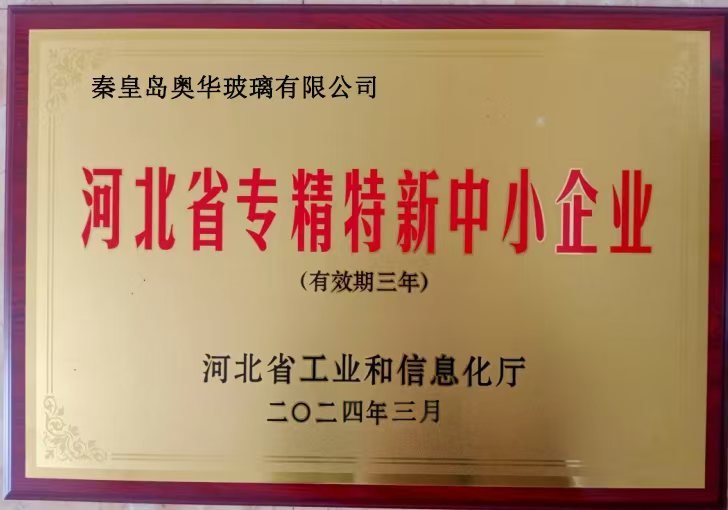 秦皇岛奥华玻璃有限公司
河北省专精特新中小企业
(有效期三年)
河北省工业和信息化厅
二〇二四年三月